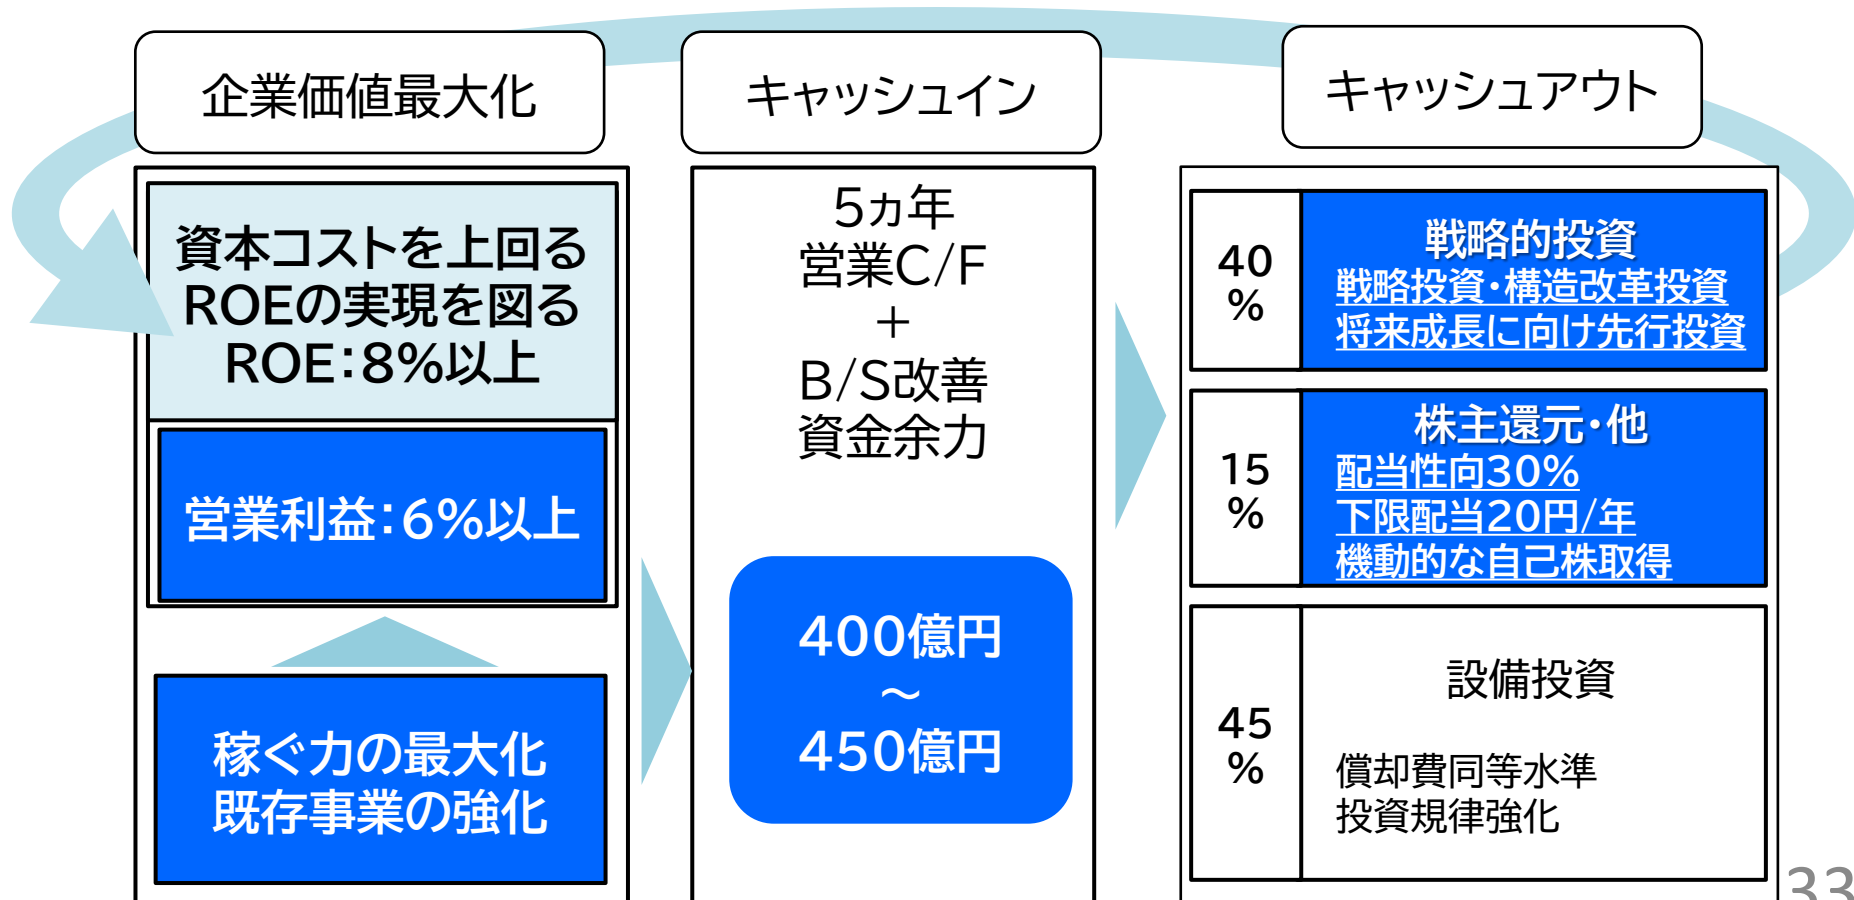 企業価値最大化
資本コストを上回る
ROEの実現を図る
ROE:8%以上
営業利益:6%以上
稼ぐ力の最大化
既存事業の強化
キャッシュイン
5ヵ年
営業C/F
+
B/S改善
資金余力
400億円
~
450億円
キャッシュアウト
40
%
戦略的投資
戦略投資・構造改革投資
将来成長に向け先行投資
15
%
株主還元・他
配当性向30%
下限配当20円/年
機動的な自己株取得
45
%
設備投資
償却費同等水準
投資規律強化
33